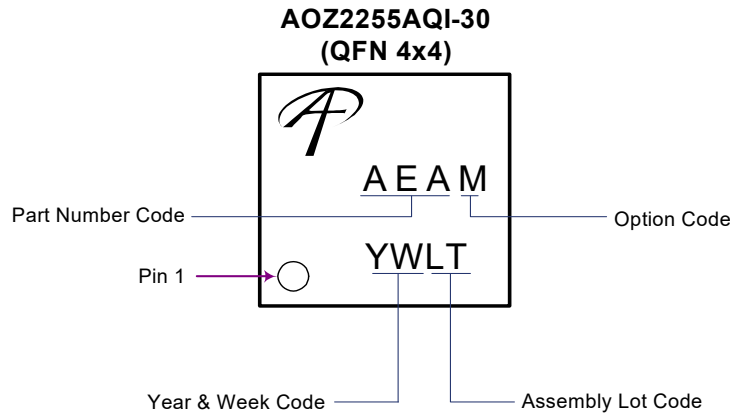 AOZ2255AQI-30
(QFN 4x4)
AEAM
Part Number Code
Option Code
YWLT
Pin 1
Year & Week Code
Assembly Lot Code